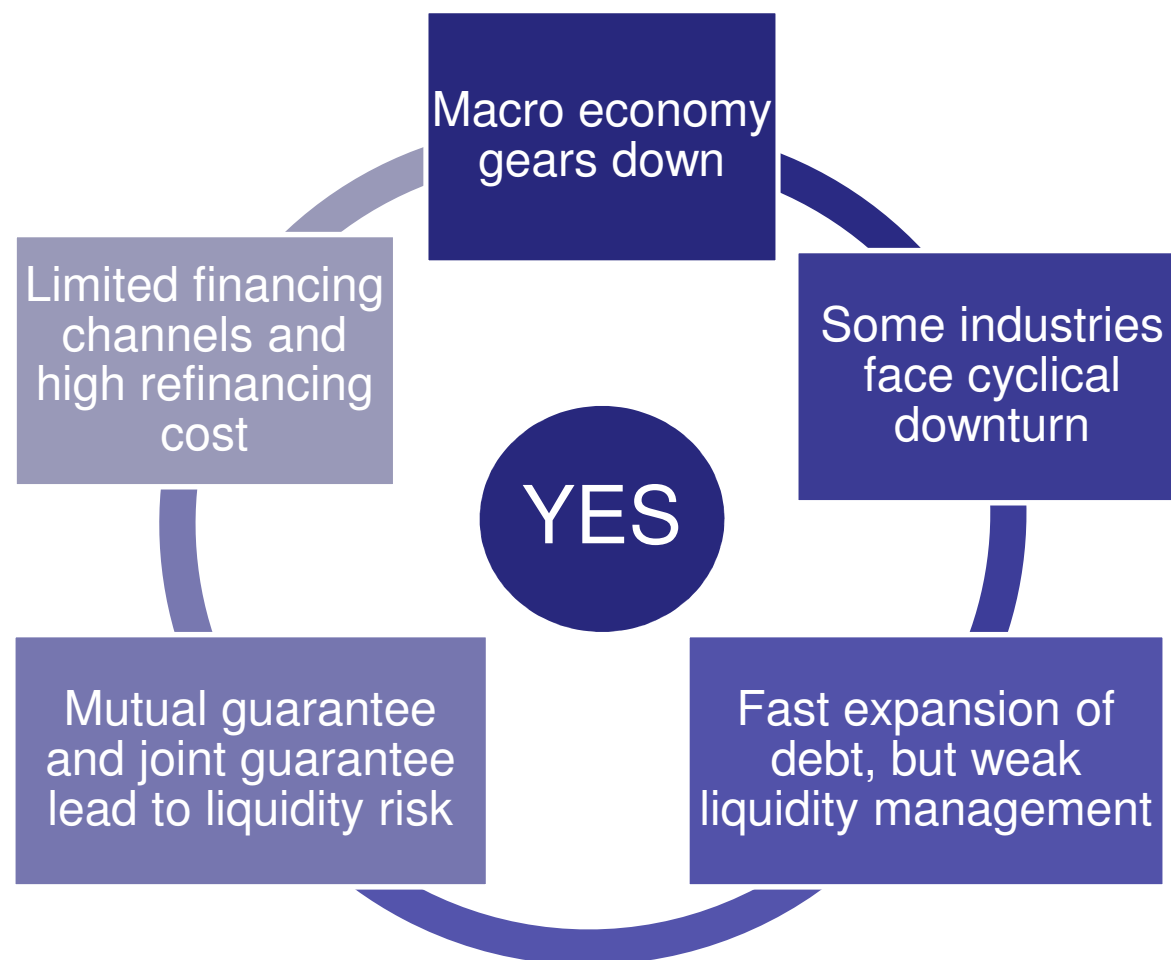 Macro economy
gears down
Some industries
face cyclical
downturn
Fast expansion of
debt, but weak
liquidity management
Mutual guarantee
and joint guarantee
lead to liquidity risk
Limited financing
channels and
high refinancing
cost
YES